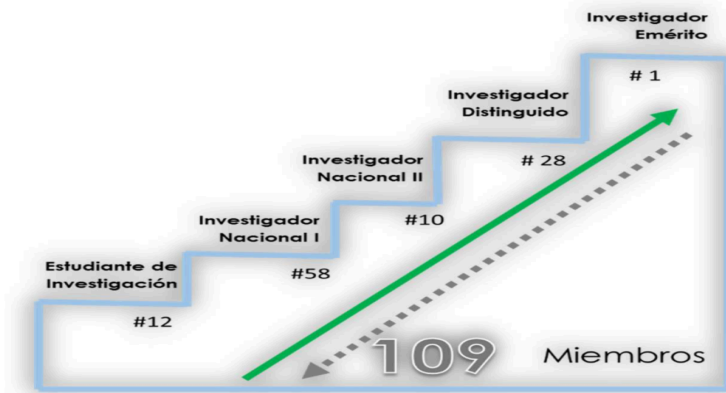 Investigador
Emérito
# 1
Investigador
Distinguido
# 28
Investigador
Nacional II
#10
Investigador
Nacional I
#58
Estudiante de
Investigación
#12
109 Miembros